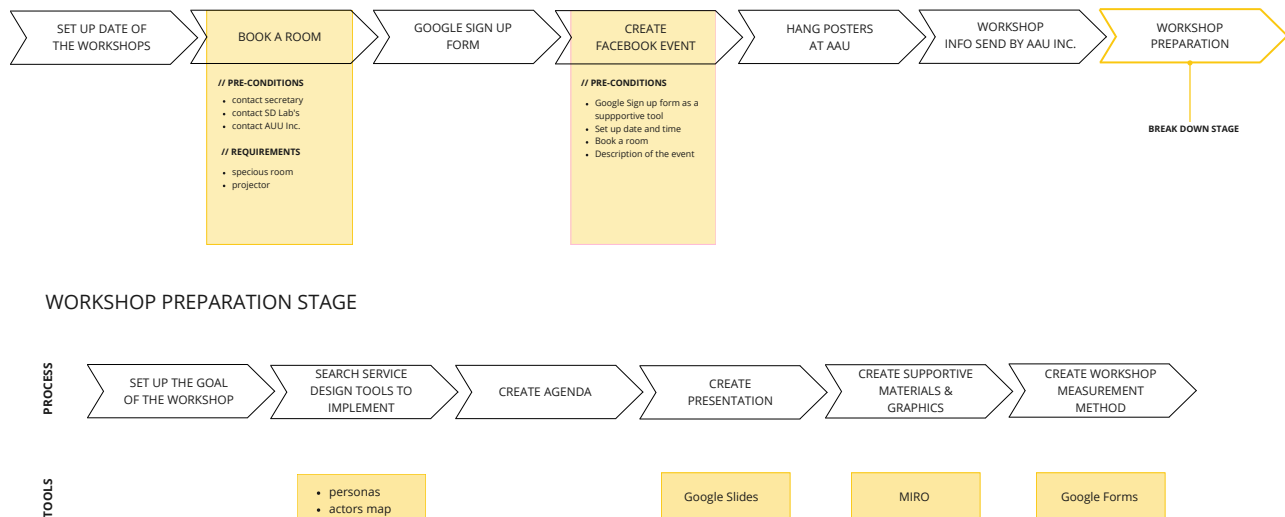 SET UP DATE OF
THE WORKSHOPS
BOOK A ROOM
GOOGLE SIGN UP
FORM
CREATE
FACEBOOK EVENT
HANG POSTERS
AT AAU
WORKSHOP
INFO SEND BY AAU INC.
WORKSHOP
PREPARATION
// PRE-CONDITIONS
• contact secretary
• contact SD Lab's
• contact AUU Inc.
// REQUIREMENTS
• specious room
• projector
// PRE-CONDITIONS
• Google Sign up form as a
suppportive tool
• Set up date and time
• Book a room
• Description of the event
BREAK DOWN STAGE
WORKSHOP PREPARATION STAGE
PROCESS
SET UP THE GOAL
OF THE WORKSHOP
SEARCH SERVICE
DESIGN TOOLS TO
IMPLEMENT
CREATE AGENDA
CREATE
PRESENTATION
CREATE SUPPORTIVE
MATERIALS &
GRAPHICS
CREATE WORKSHOP
MEASUREMENT
METHOD
TOOLS
• personas
• actors map
Google Slides
MIRO
Google Forms